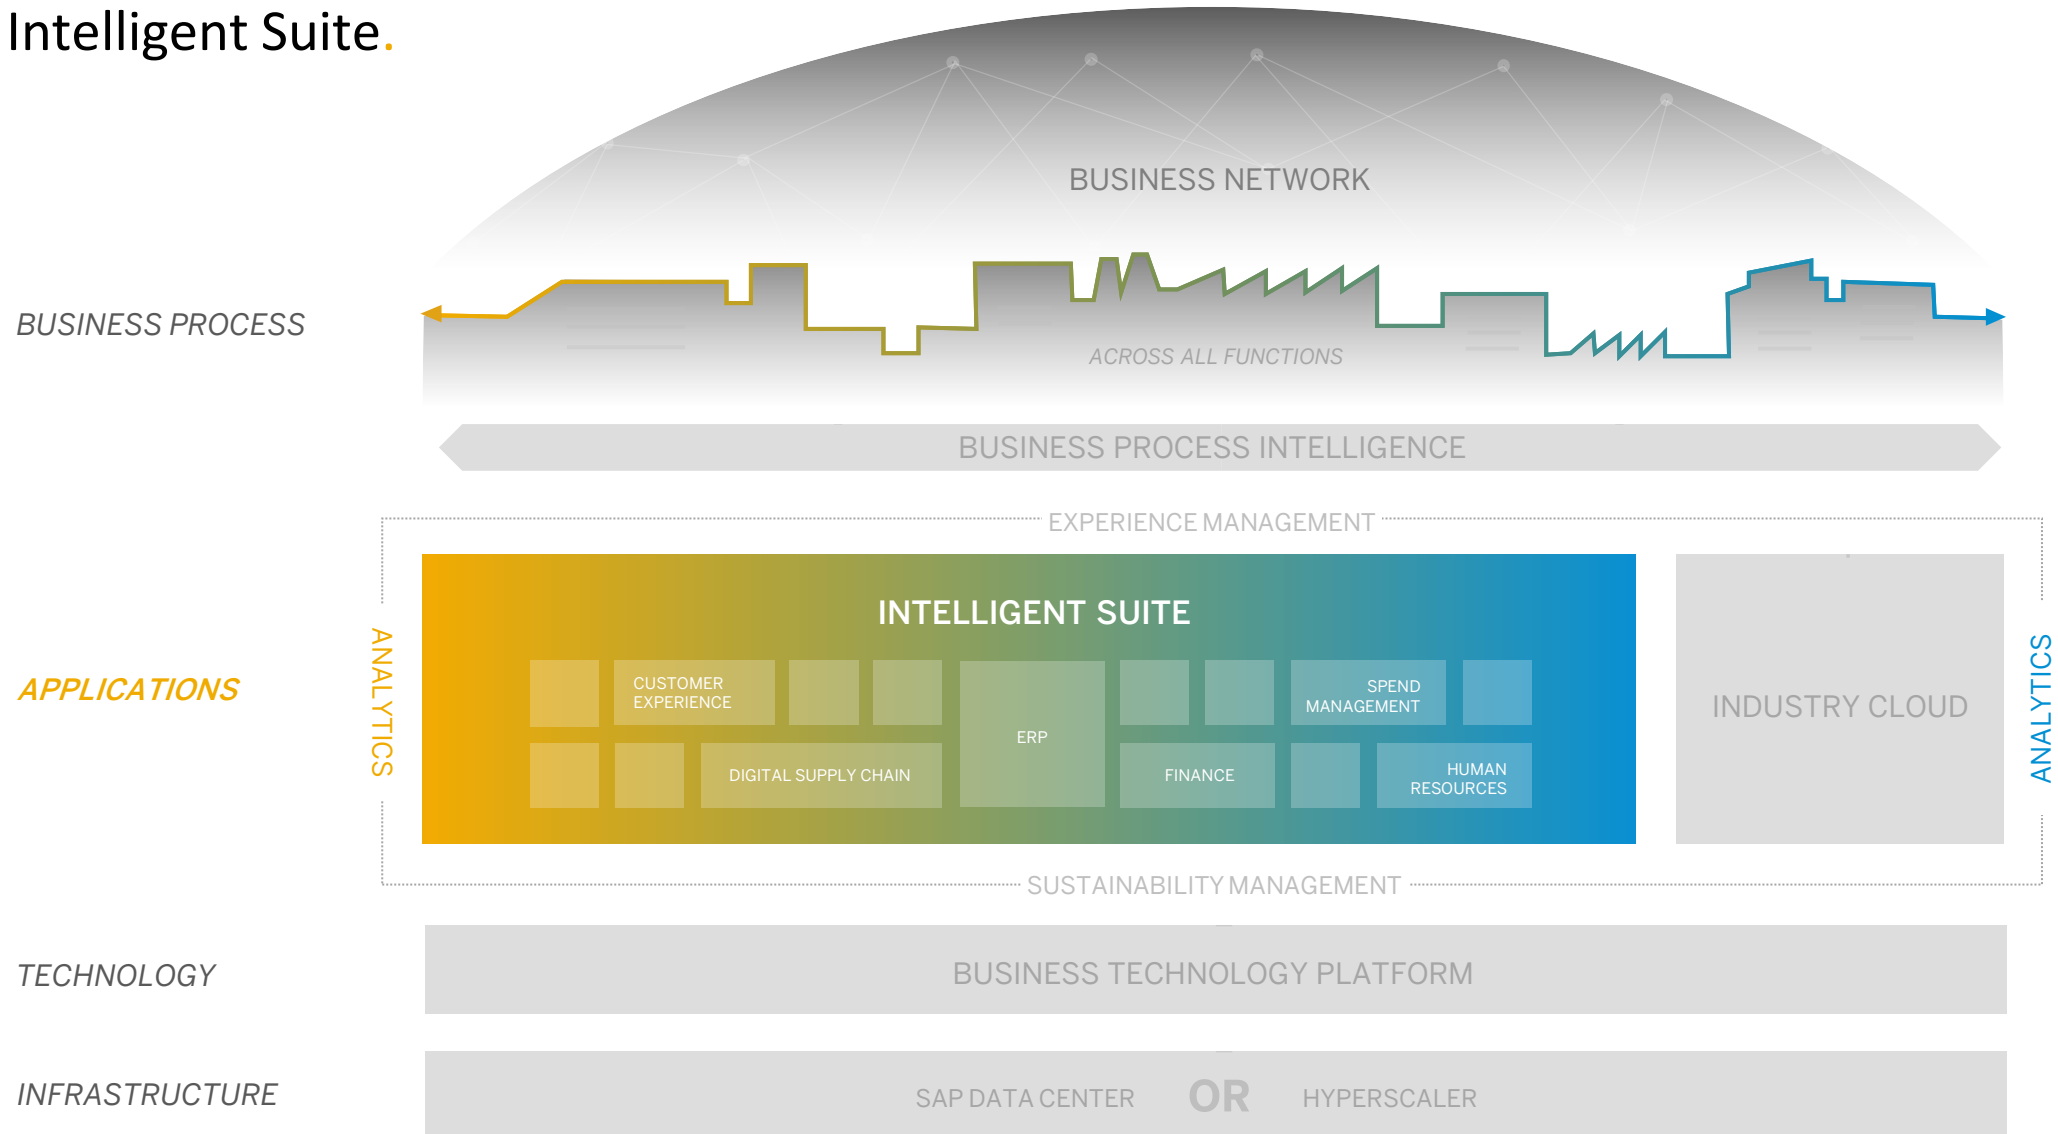 Intelligent Suite.
BUSINESS NETWORK
BUSINESS PROCESS
ACROSS ALL FUNCTIONS
BUSINESS PROCESS INTELLIGENCE
EXPERIENCE MANAGEMENT
INTELLIGENT SUITE
ANALYTICS
APPLICATIONS
CUSTOMER
EXPERIENCE
DIGITAL SUPPLY CHAIN
ERP
SPEND
MANAGEMENT
FINANCE
HUMAN
RESOURCES
INDUSTRY CLOUD
ANALYTICS
SUSTAINABILITY MANAGEMENT
TECHNOLOGY
BUSINESS TECHNOLOGY PLATFORM
INFRASTRUCTURE
SAP DATA CENTER OR HYPERSCALER